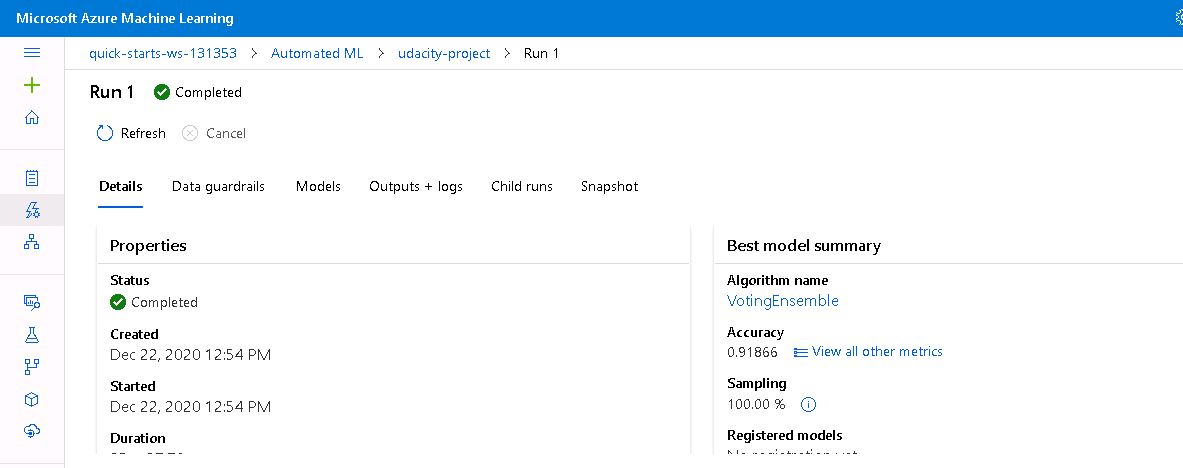 Microsoft Azure Machine Learning
quick-starts-ws-131353 > Automated ML > udacity-project > Run 1
Run 1 Completed
Refresh Cancel
Details Data guardrails Models Outputs + logs Child runs Snapshot
Properties
Status
Completed
Created
Dec 22, 2020 12:54 PM
Started
Dec 22, 2020 12:54 PM
Duration
Best model summary
Algorithm name
VotingEnsemble
Accuracy
0.91866 View all other metrics
Sampling
100.00 %
Registered models
No registration yet